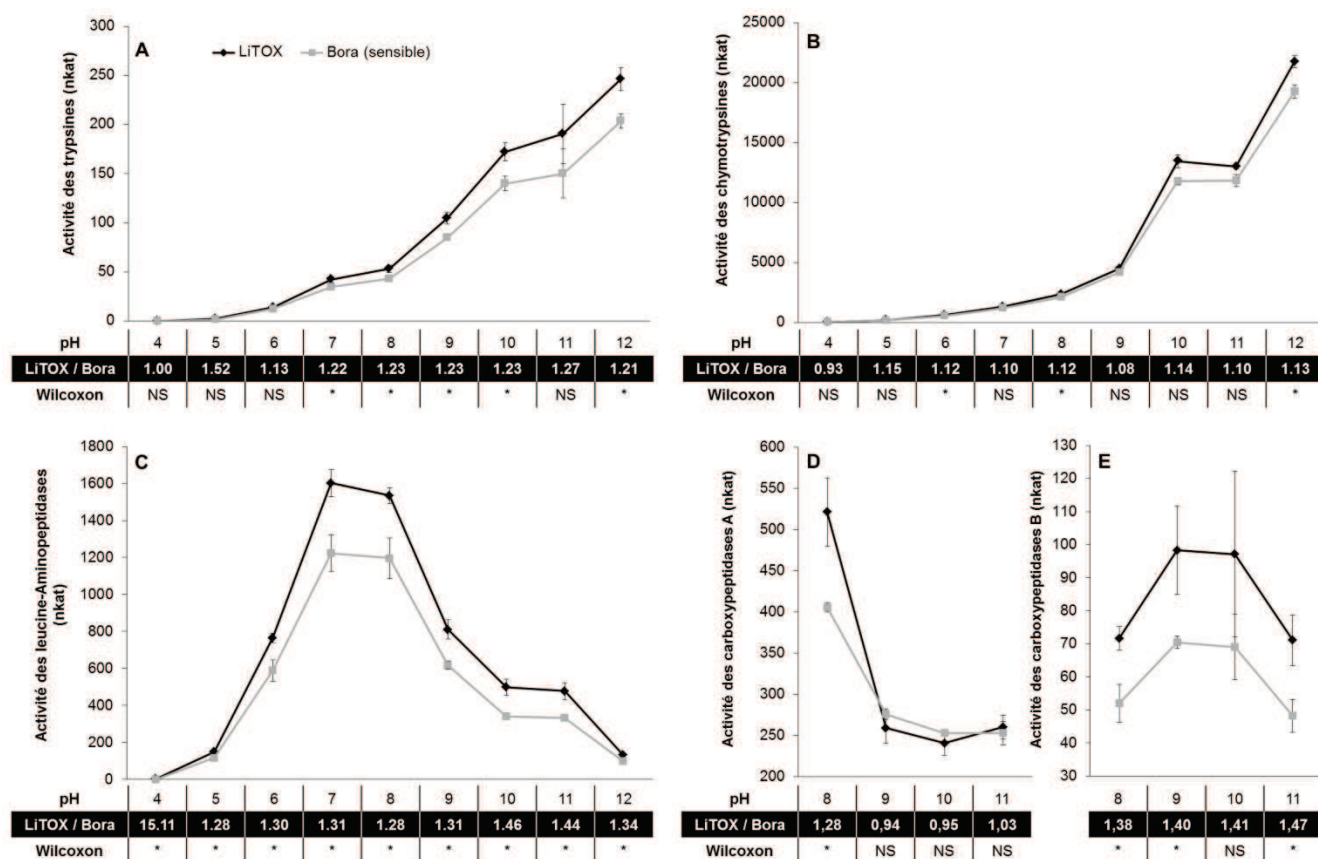 A
LiTOX Bora (sensible)
Activité des trypsines (nkat)
300
250
200
150
100
50
0
pH 4 5 6 7 8 9 10 11 12
LiTOX / Bora 1.00 1.52 1.13 1.22 1.23 1.23 1.23 1.27 1.21
Wilcoxon NS NS NS * * * * NS *
B
Activité des chymotrypsines (nkat)
25000
20000
15000
10000
5000
0
pH 4 5 6 7 8 9 10 11 12
LiTOX / Bora 0.93 1.15 1.12 1.10 1.12 1.08 1.14 1.10 1.13
Wilcoxon NS NS * NS * NS NS NS *
C
Activité des leucine-Aminopeptidases
(nkat)
1800
1600
1400
1200
1000
800
600
400
200
0
pH 4 5 6 7 8 9 10 11 12
LiTOX / Bora 15.11 1.28 1.30 1.31 1.28 1.31 1.46 1.44 1.34
Wilcoxon * * * * * * * * *
D
Activité des carboxypeptidases A (nkat)
600
550
500
450
400
350
300
250
200
E
Activité des carboxypeptidases B (nkat)
130
120
110
100
90
80
70
60
50
40
30
pH 8 9 10 11 8 9 10 11
LiTOX / Bora 1,28 0,94 0,95 1,03 1,38 1,40 1,41 1,47
Wilcoxon * NS NS NS * * NS *